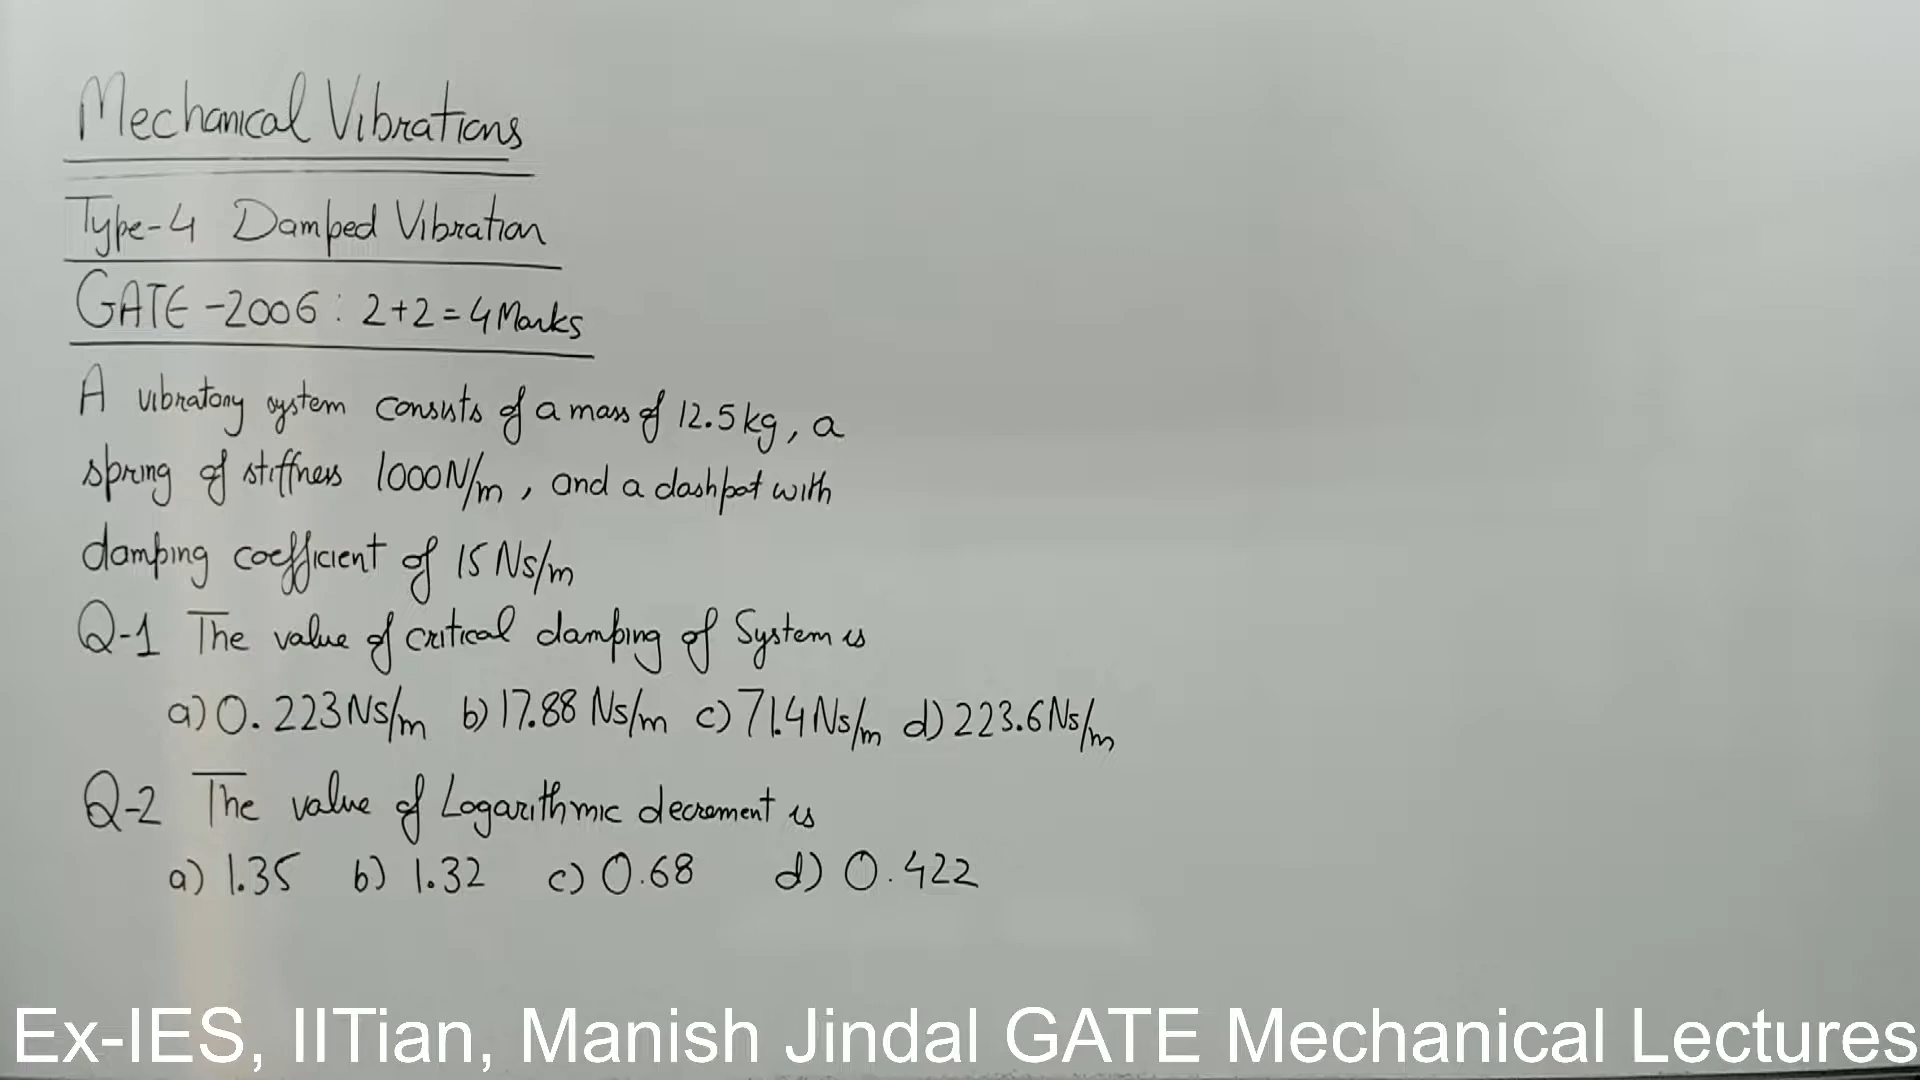 Mechanical Vibrations
Type-4 Damped Vibration
GATE-2006: 2+2=4 Marks
A vibratory system consists of a mass of 12.5 kg, a
spring of stiffness 1000N/m, and a dashpot with
damping coefficient of 15 Ns/m
Q-1 The value of critical damping of System is
a) 0.223 Ns/m b) 17.88 Ns/m c) 71.4 Ns/m d) 223.6 Ns/m
Q-2 The value of Logarithmic decrement is
a) 1.35 b) 1.32 c) 0.68 d) 0.422
Ex-IES, IITian, Manish Jindal GATE Mechanical Lectures